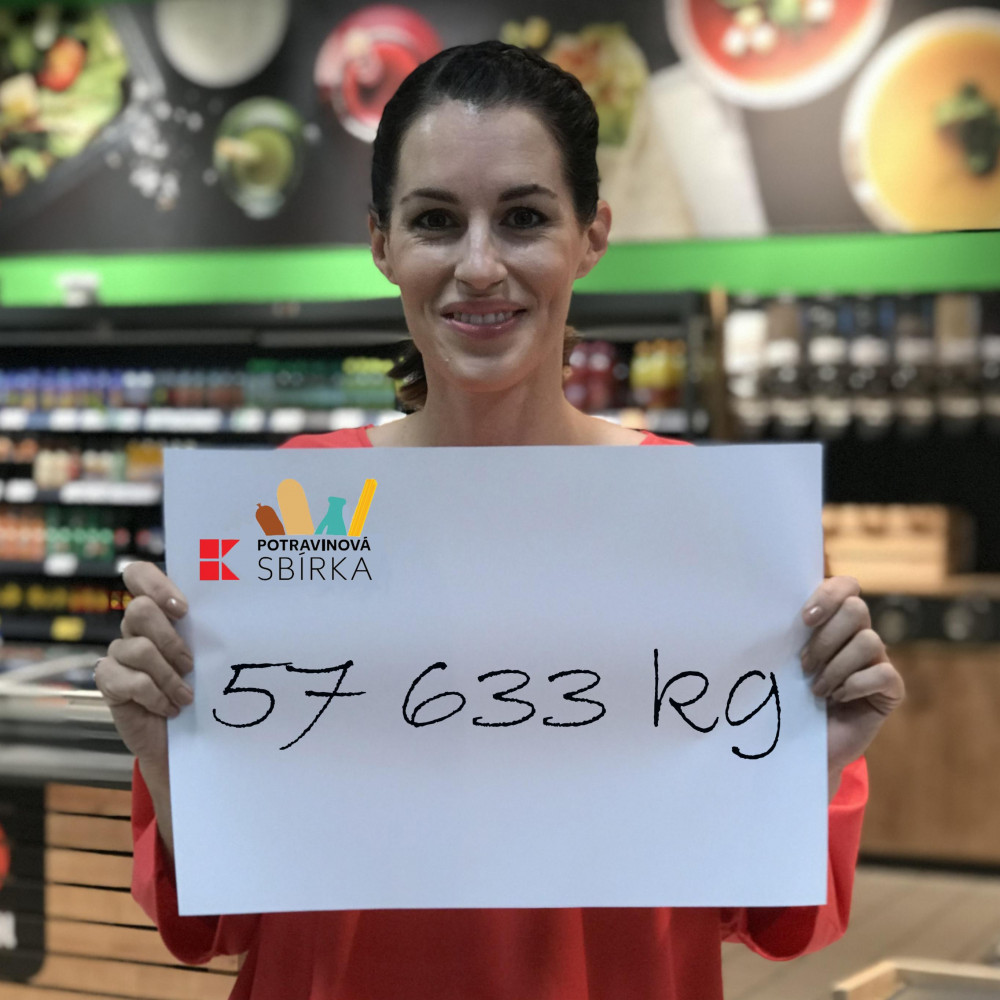 POTRAVINOVÁ
SBÍRKA
57 633 kg